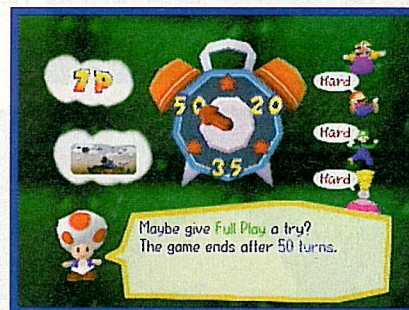 1P
Hard
50
20
Hard
35
Hard
Maybe give Full Play a try?
The game ends after 50 turns.